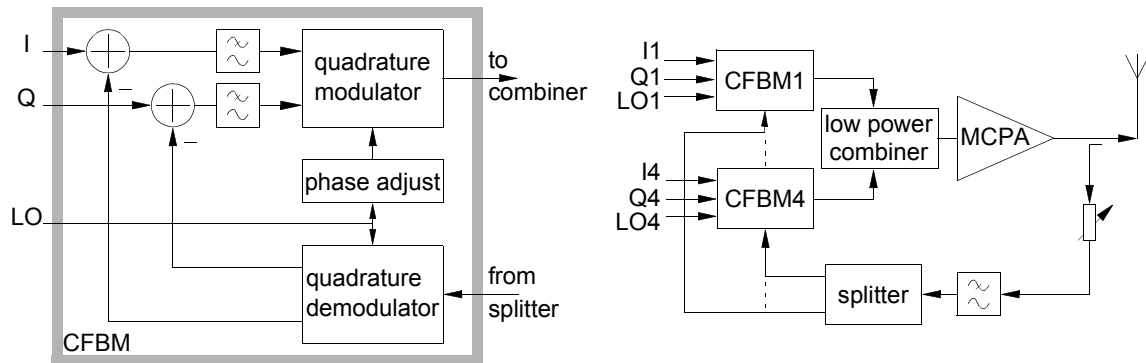 I
Q
LO
quadrature
modulator
phase adjust
quadrature
demodulator
to
combiner
from
splitter
CFBM
I1
Q1
LO1
CFBM1
I4
Q4
LO4
CFBM4
low power
combiner
MCPA
splitter